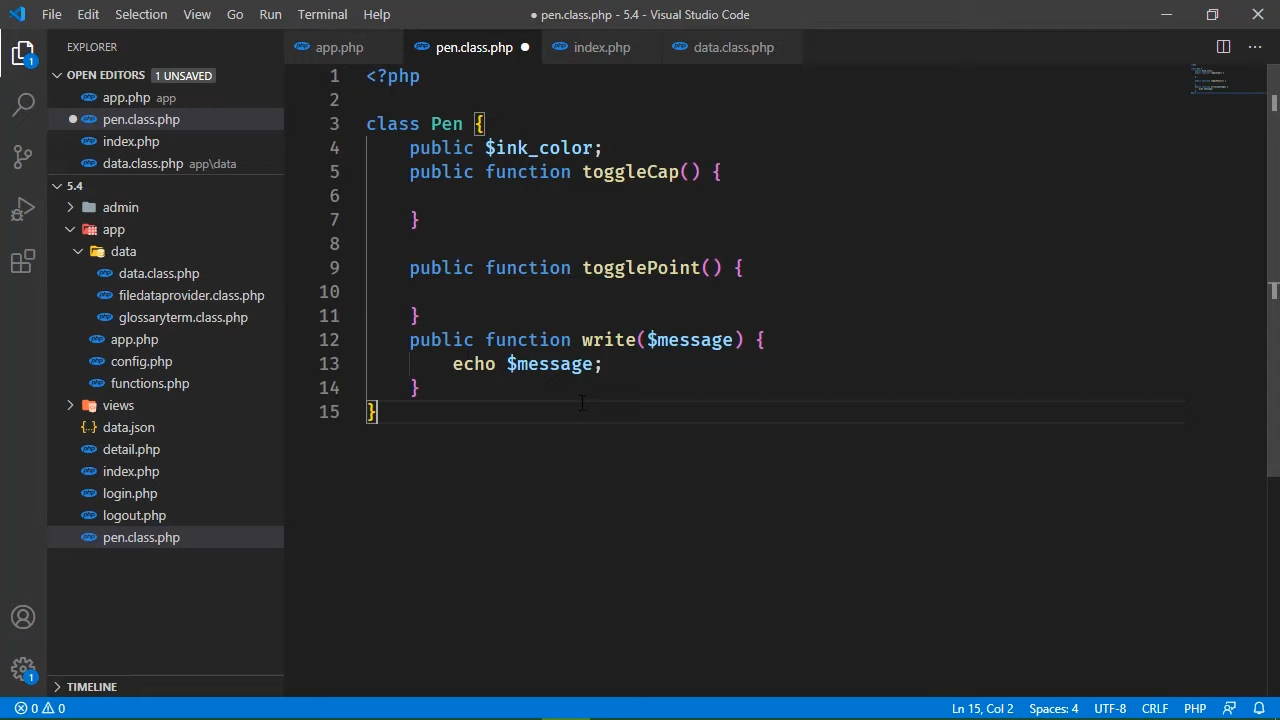 File Edit Selection View Go Run Terminal Help
● pen.class.php - 5.4 - Visual Studio Code
EXPLORER
OPEN EDITORS 1 UNSAVED
app.php app
pen.class.php
index.php
data.class.php app\data
5.4
admin
app
data
data.class.php
filedataprovider.class.php
glossaryterm.class.php
app.php
config.php
functions.php
views
{..} data.json
detail.php
index.php
login.php
logout.php
pen.class.php
TIMELINE
1
1
app.php pen.class.php ● index.php data.class.php
1 <?php
2
3 class Pen {
4 public $ink_color;
5 public function toggleCap() {
6
7 }
8
9 public function togglePoint() {
10
11 }
12 public function write($message) {
13 echo $message;
14 }
15 }
0 0 Ln 15, Col 2 Spaces: 4 UTF-8 CRLF PHP